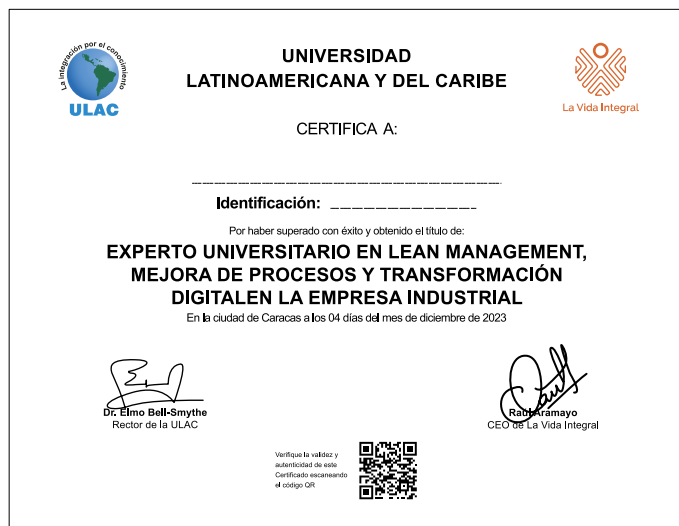 La integración por el conocimiento
ULAC
UNIVERSIDAD
LATINOAMERICANA Y DEL CARIBE
La Vida Integral
CERTIFICA A:
Identificación:
Por haber superado con éxito y obtenido el título de:
EXPERTO UNIVERSITARIO EN LEAN MANAGEMENT,
MEJORA DE PROCESOS Y TRANSFORMACIÓN
DIGITALEN LA EMPRESA INDUSTRIAL
En la ciudad de Caracas a los 04 días del mes de diciembre de 2023
Dr. Elmo Bell-Smythe
Rector de la ULAC
Raúl Aramayo
CEO de La Vida Integral
Verifique la validez y
autenticidad de este
Certificado escaneando
el código QR